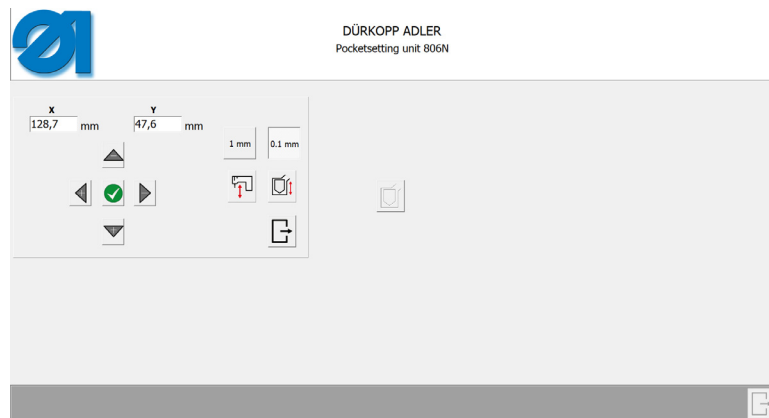 DÜRKOPP ADLER
Pocketsetting unit 806N
X Y
128,7 mm 47,6 mm
1 mm 0.1 mm